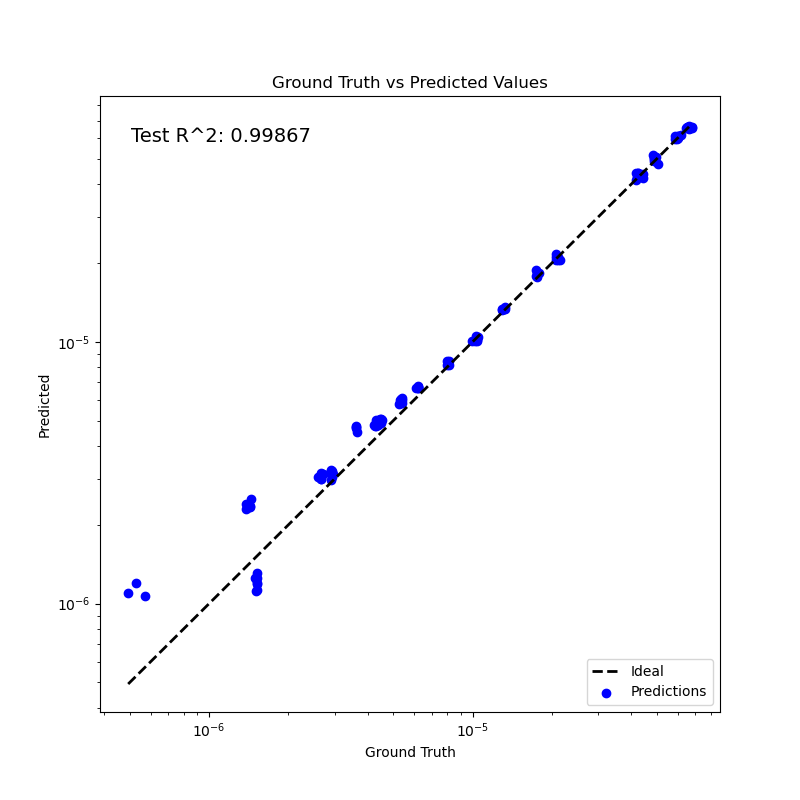 Ground Truth vs Predicted Values
Test R^2: 0.99867
Predicted
10⁻⁵
10⁻⁶
Ideal
Predictions
10⁻⁶
10⁻⁵
Ground Truth